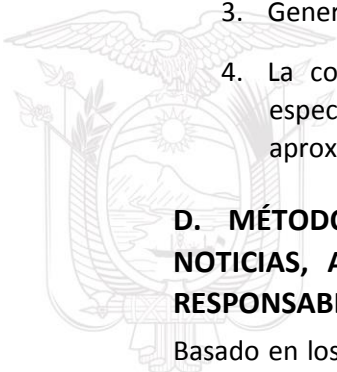 3. Gener
4. La co
espec
aprox
D. MÉTODO
NOTICIAS, A
RESPONSABI
Basado en los